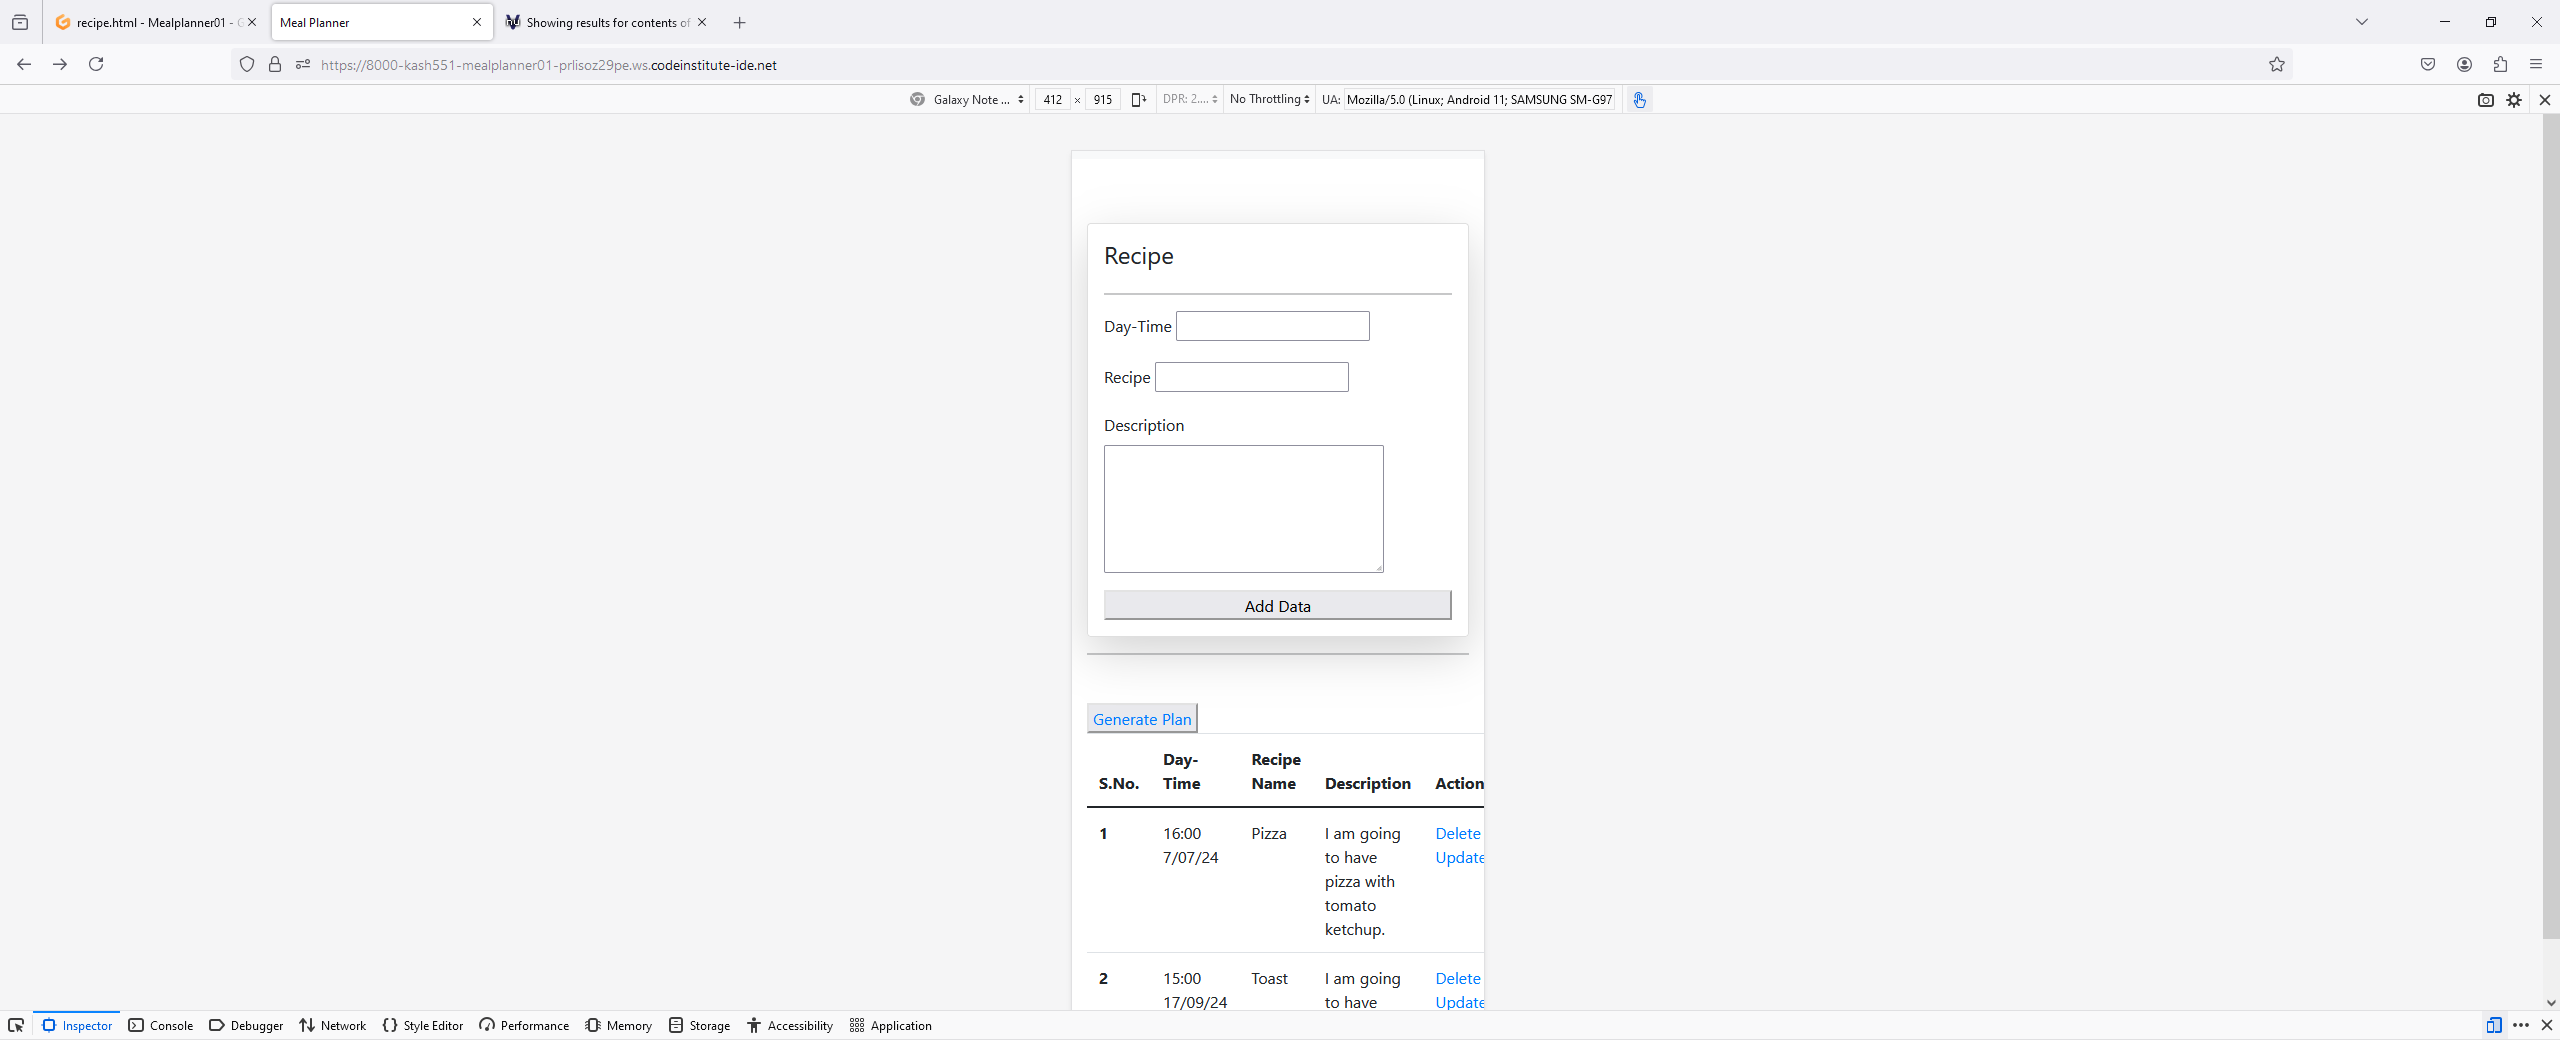 recipe.html - Mealplanner01 - G
Meal Planner
Showing results for contents of
https://8000-kash551-mealplanner01-prlisoz29pe.ws.codeinstitute-ide.net
Galaxy Note ... 412 × 915 DPR: 2.... No Throttling UA: Mozilla/5.0 (Linux; Android 11; SAMSUNG SM-G97
Recipe
Day-Time
Recipe
Description
Add Data
Generate Plan
S.No. Day-Time Recipe Name Description Action
1 16:00 7/07/24 Pizza I am going to have pizza with tomato ketchup. Delete Update
2 15:00 17/09/24 Toast I am going to have Delete Update
Inspector Console Debugger Network Style Editor Performance Memory Storage Accessibility Application